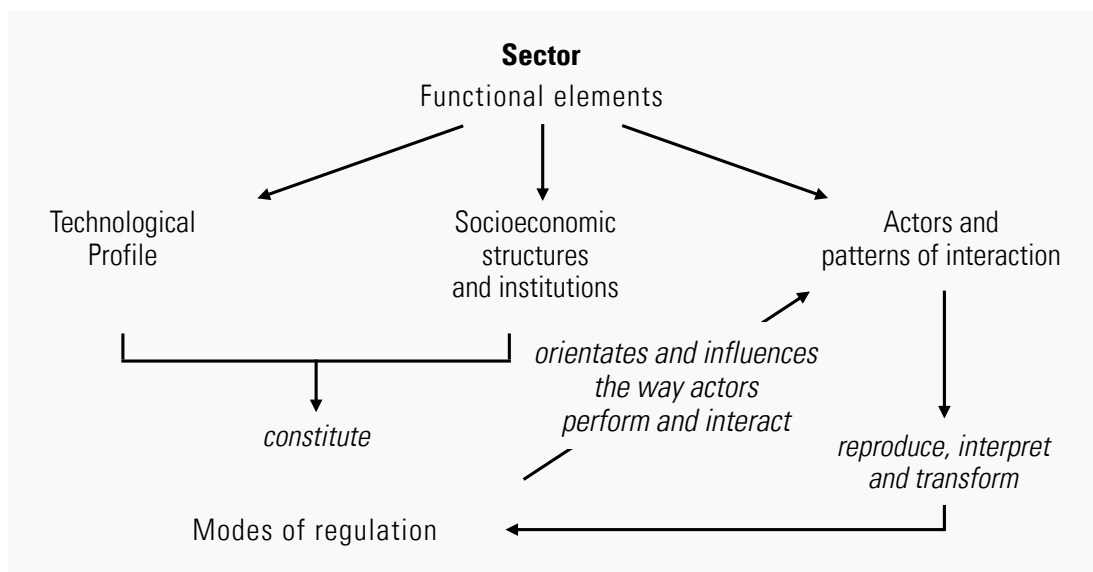 Sector
Functional elements
Technological
Profile
Socioeconomic
structures
and institutions
Actors and
patterns of interaction
orientates and influences
the way actors
perform and interact
constitute
reproduce, interpret
and transform
Modes of regulation